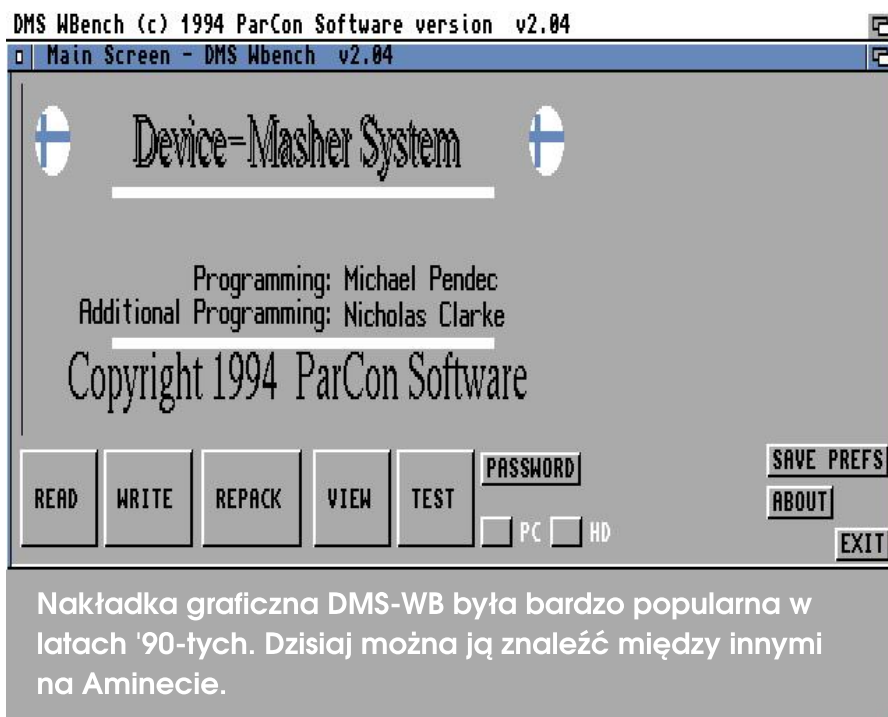 DMS WBench (c) 1994 ParCon Software version v2.04
Main Screen - DMS Wbench v2.04
Device-Masher System
Programming: Michael Pendec
Additional Programming: Nicholas Clarke
Copyright 1994 ParCon Software
READ WRITE REPACK VIEW TEST PASSWORD SAVE PREFS
PC HD ABOUT
EXIT
Nakładka graficzna DMS-WB była bardzo popularna w
latach '90-tych. Dzisiaj można ją znaleźć między innymi
na Aminecie.